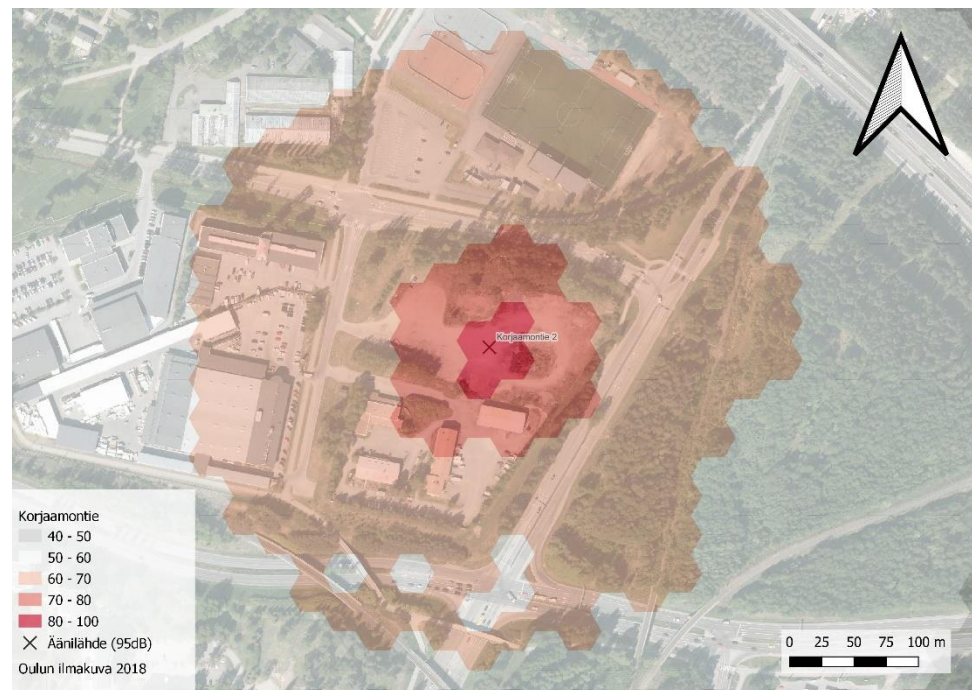 Korjaamontie 2
Korjaamontie
40 - 50
50 - 60
60 - 70
70 - 80
80 - 100
Äänilähde (95dB)
Oulun ilmakuva 2018
0 25 50 75 100 m